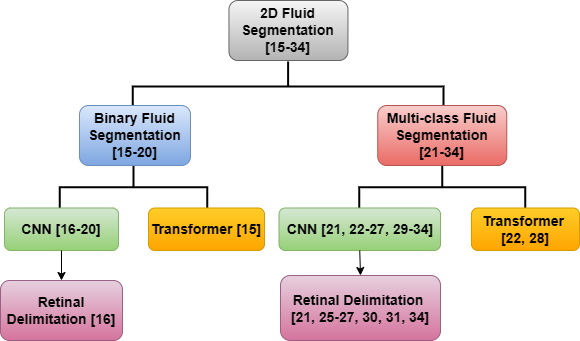 2D Fluid
Segmentation
[15-34]
Binary Fluid
Segmentation
[15-20]
Multi-class Fluid
Segmentation
[21-34]
CNN [16-20]
Transformer [15]
CNN [21, 22-27, 29-34]
Transformer
[22, 28]
Retinal
Delimitation [16]
Retinal Delimitation
[21, 25-27, 30, 31, 34]